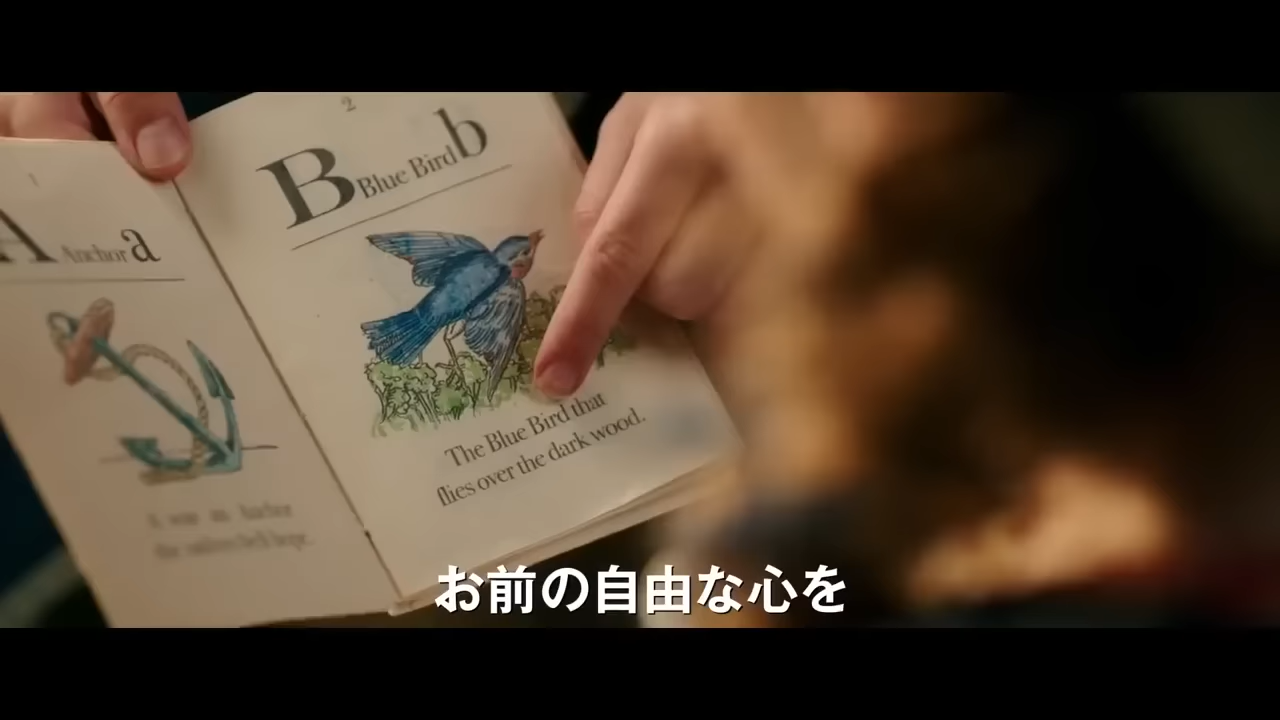 A Anchor a
2
B Blue Bird b
The Blue Bird that
flies over the dark wood.
お前の自由な心を